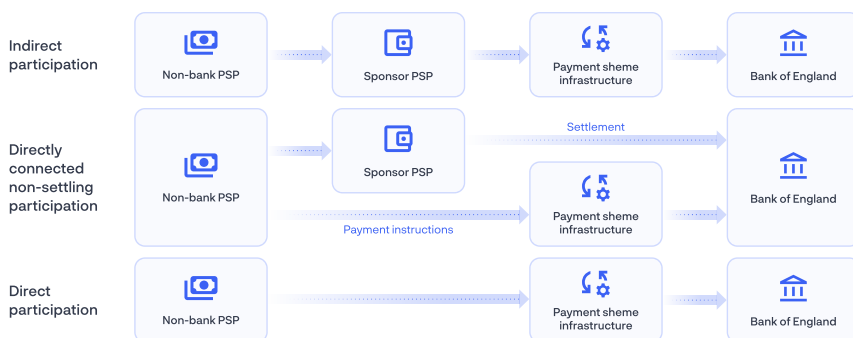 Indirect
participation
Non-bank PSP
Sponsor PSP
Payment sheme
infrastructure
Bank of England
Directly
connected
non-settling
participation
Non-bank PSP
Sponsor PSP
Settlement
Payment instructions
Payment sheme
infrastructure
Bank of England
Direct
participation
Non-bank PSP
Payment sheme
infrastructure
Bank of England